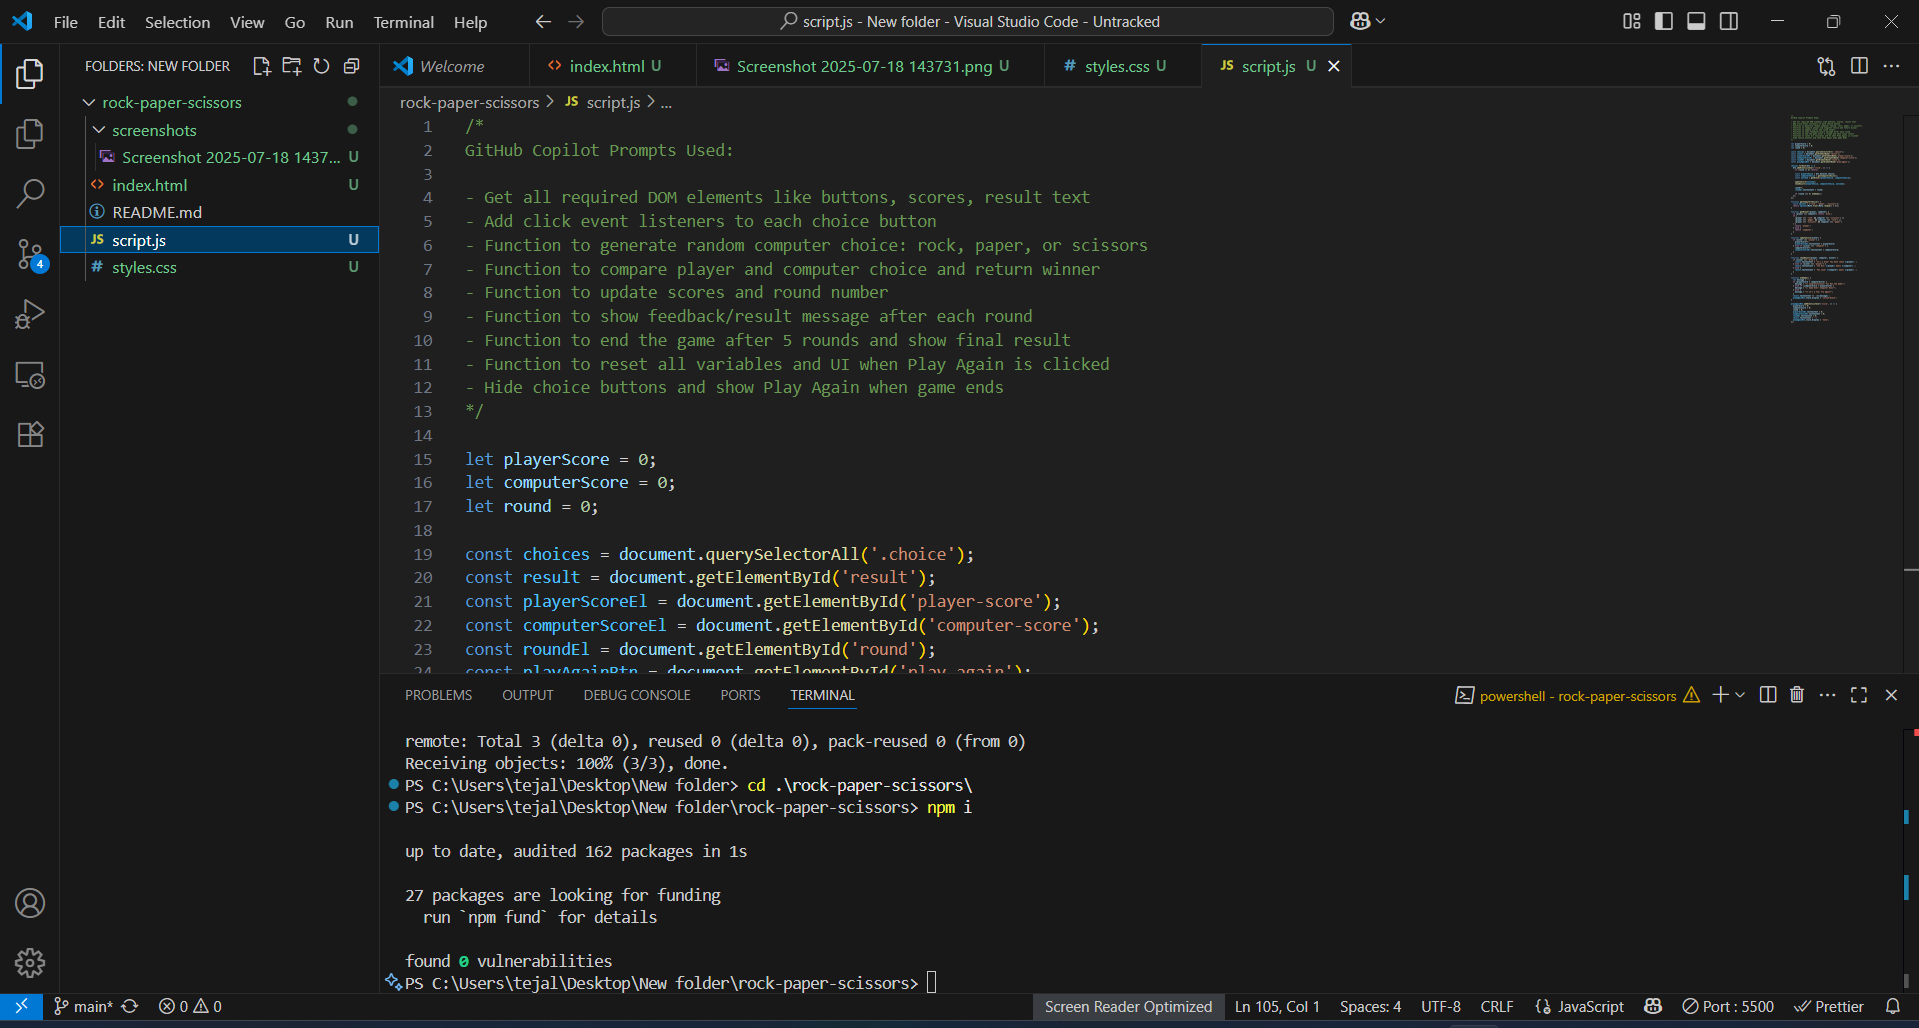 File Edit Selection View Go Run Terminal Help
script.js - New folder - Visual Studio Code - Untracked
FOLDERS: NEW FOLDER
rock-paper-scissors
screenshots
Screenshot 2025-07-18 1437... U
index.html U
README.md
script.js U
styles.css U
4
Welcome
index.html U
Screenshot 2025-07-18 143731.png U
styles.css U
script.js U
rock-paper-scissors > JS script.js > ...
1 /*
2 GitHub Copilot Prompts Used:
3
4 - Get all required DOM elements like buttons, scores, result text
5 - Add click event listeners to each choice button
6 - Function to generate random computer choice: rock, paper, or scissors
7 - Function to compare player and computer choice and return winner
8 - Function to update scores and round number
9 - Function to show feedback/result message after each round
10 - Function to end the game after 5 rounds and show final result
11 - Function to reset all variables and UI when Play Again is clicked
12 - Hide choice buttons and show Play Again when game ends
13 */
14
15 let playerScore = 0;
16 let computerScore = 0;
17 let round = 0;
18
19 const choices = document.querySelectorAll('.choice');
20 const result = document.getElementById('result');
21 const playerScoreEl = document.getElementById('player-score');
22 const computerScoreEl = document.getElementById('computer-score');
23 const roundEl = document.getElementById('round');
24 const playAgainBtn = document.getElementById('play-again');
PROBLEMS OUTPUT DEBUG CONSOLE PORTS TERMINAL
powershell - rock-paper-scissors
remote: Total 3 (delta 0), reused 0 (delta 0), pack-reused 0 (from 0)
Receiving objects: 100% (3/3), done.
PS C:\Users\tejal\Desktop\New folder> cd .\rock-paper-scissors\
PS C:\Users\tejal\Desktop\New folder\rock-paper-scissors> npm i
up to date, audited 162 packages in 1s
27 packages are looking for funding
run `npm fund` for details
found 0 vulnerabilities
PS C:\Users\tejal\Desktop\New folder\rock-paper-scissors>
main* 0 0 Screen Reader Optimized Ln 105, Col 1 Spaces: 4 UTF-8 CRLF {} JavaScript Port : 5500 Prettier